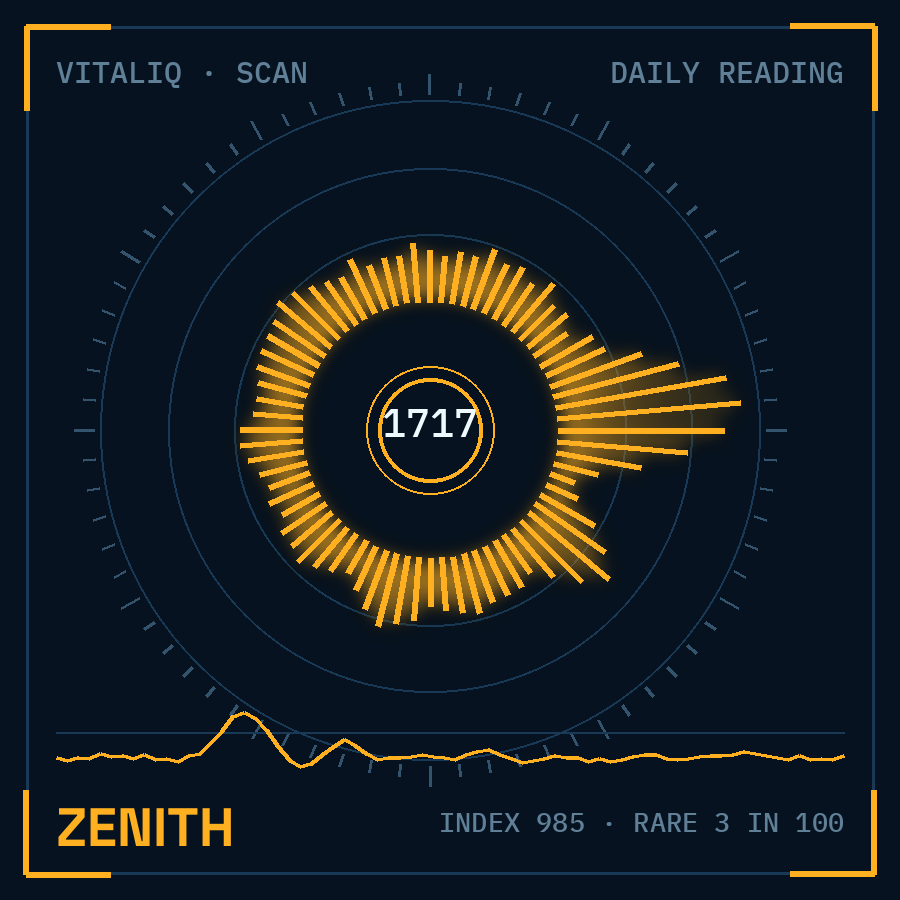 VITALIQ · SCAN
DAILY READING
1717
ZENITH
INDEX 985 · RARE 3 IN 100